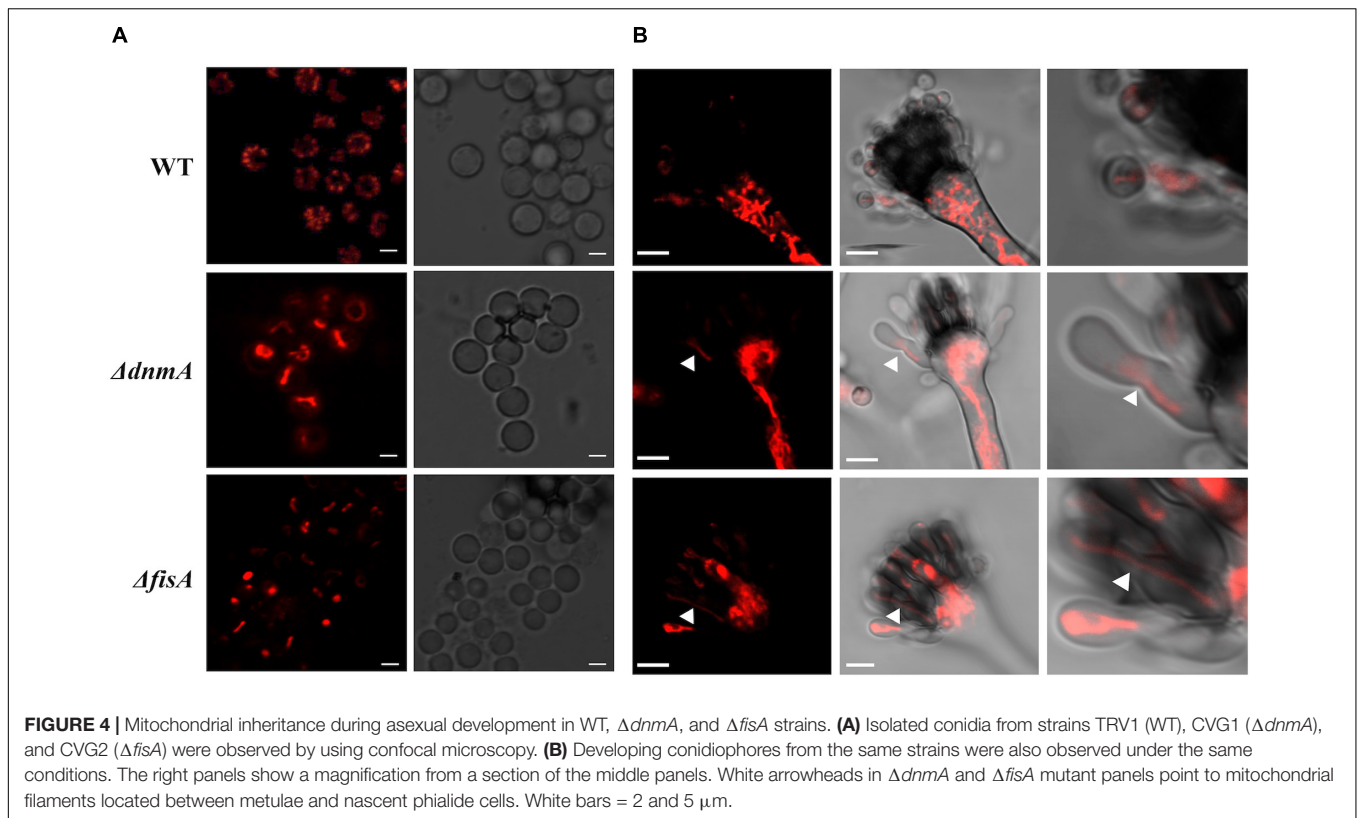 A
B
WT
ΔdnmA
ΔfisA
FIGURE 4 | Mitochondrial inheritance during asexual development in WT, ΔdnmA, and ΔfisA strains. (A) Isolated conidia from strains TRV1 (WT), CVG1 (ΔdnmA),
and CVG2 (ΔfisA) were observed by using confocal microscopy. (B) Developing conidiophores from the same strains were also observed under the same
conditions. The right panels show a magnification from a section of the middle panels. White arrowheads in ΔdnmA and ΔfisA mutant panels point to mitochondrial
filaments located between metulae and nascent phialide cells. White bars = 2 and 5 μm.